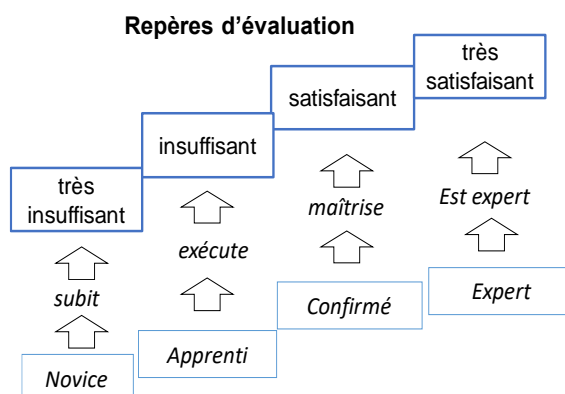 Repères d’évaluation
très
satisfaisant
satisfaisant
insuffisant
très
insuffisant
maîtrise
Est expert
exécute
subit
Confirmé
Expert
Apprenti
Novice